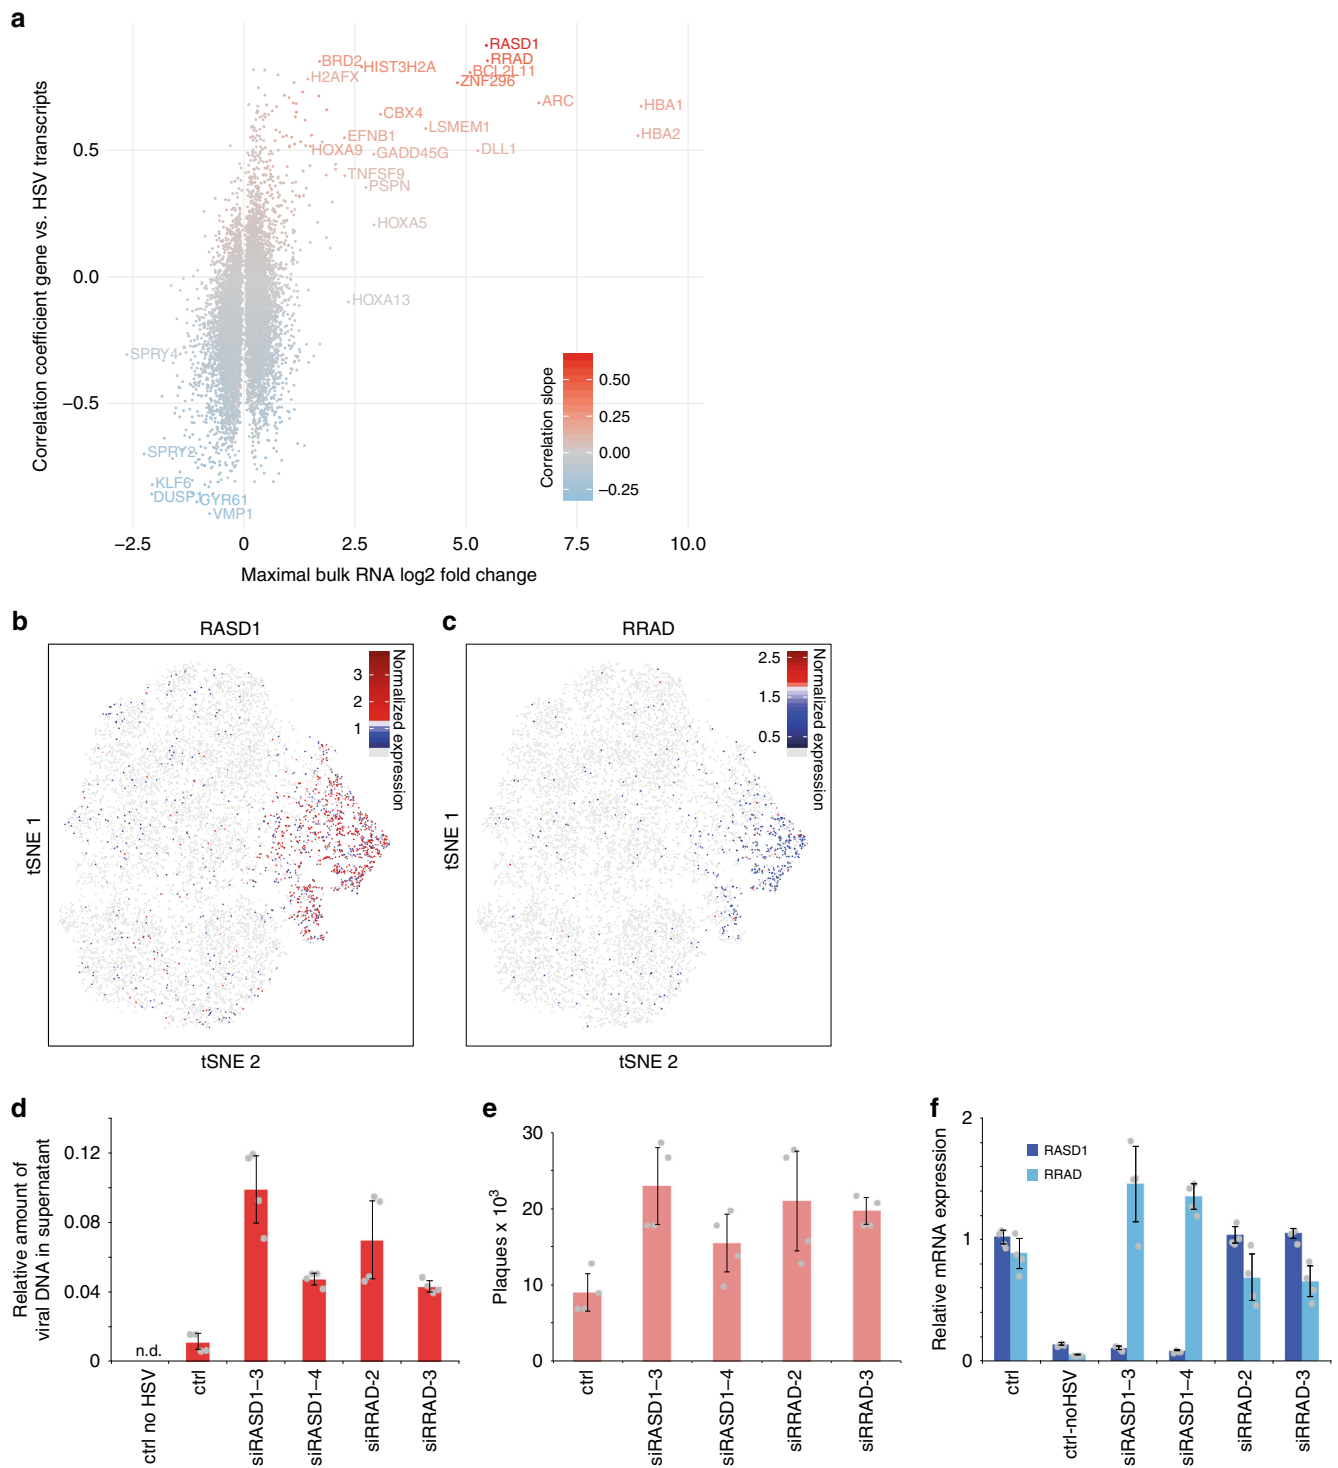 a
Correlation coefficient gene vs. HSV transcripts
0.5
0.0
−0.5
RASD1
RRAD
BRD2
HIST3H2A
BCL2L11
H2AFX
ZNF296
ARC
HBA1
CBX4
LSMEM1
HBA2
EFNB1
HOXA9
GADD45G
DLL1
TNFSF9
PSPN
HOXA5
HOXA13
SPRY4
SPRY2
KLF6
DUSP1
CYR61
VMP1
Correlation slope
0.50
0.25
0.00
−0.25
−2.5 0 2.5 5.0 7.5 10.0
Maximal bulk RNA log2 fold change
b
RASD1
tSNE 1
3
2
1
Normalized expression
tSNE 2
c
RRAD
tSNE 1
2.5
1.5
0.5
Normalized expression
tSNE 2
d
Relative amount of
viral DNA in supernatant
0.12
0.08
0.04
0
n.d.
ctrl no HSV
ctrl
siRASD1−3
siRASD1−4
siRRAD-2
siRRAD-3
e
Plaques x 10³
30
20
10
0
ctrl
siRASD1−3
siRASD1−4
siRRAD-2
siRRAD-3
f
Relative mRNA expression
2
1
0
RASD1
RRAD
ctrl
ctrl-noHSV
siRASD1−3
siRASD1−4
siRRAD-2
siRRAD-3